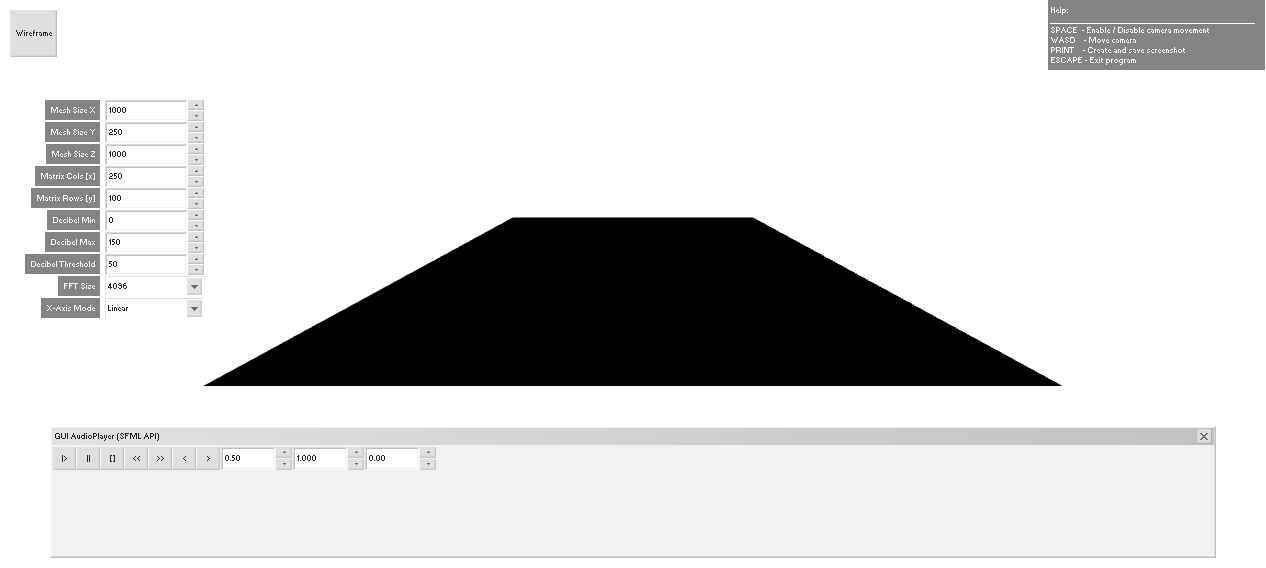 Wireframe
Help:
SPACE - Enable / Disable camera movement
WASD - Move camera
PRINT - Create and save screenshot
ESCAPE - Exit program
Mesh Size X 1000
Mesh Size Y 250
Mesh Size Z 1000
Matrix Cols [x] 250
Matrix Rows [y] 100
Decibel Min 0
Decibel Max 150
Decibel Threshold 50
FFT Size 4096
X-Axis Mode Linear
GUI AudioPlayer (SFML API)
|> || [] << >> < > 0.50 1.000 0.00